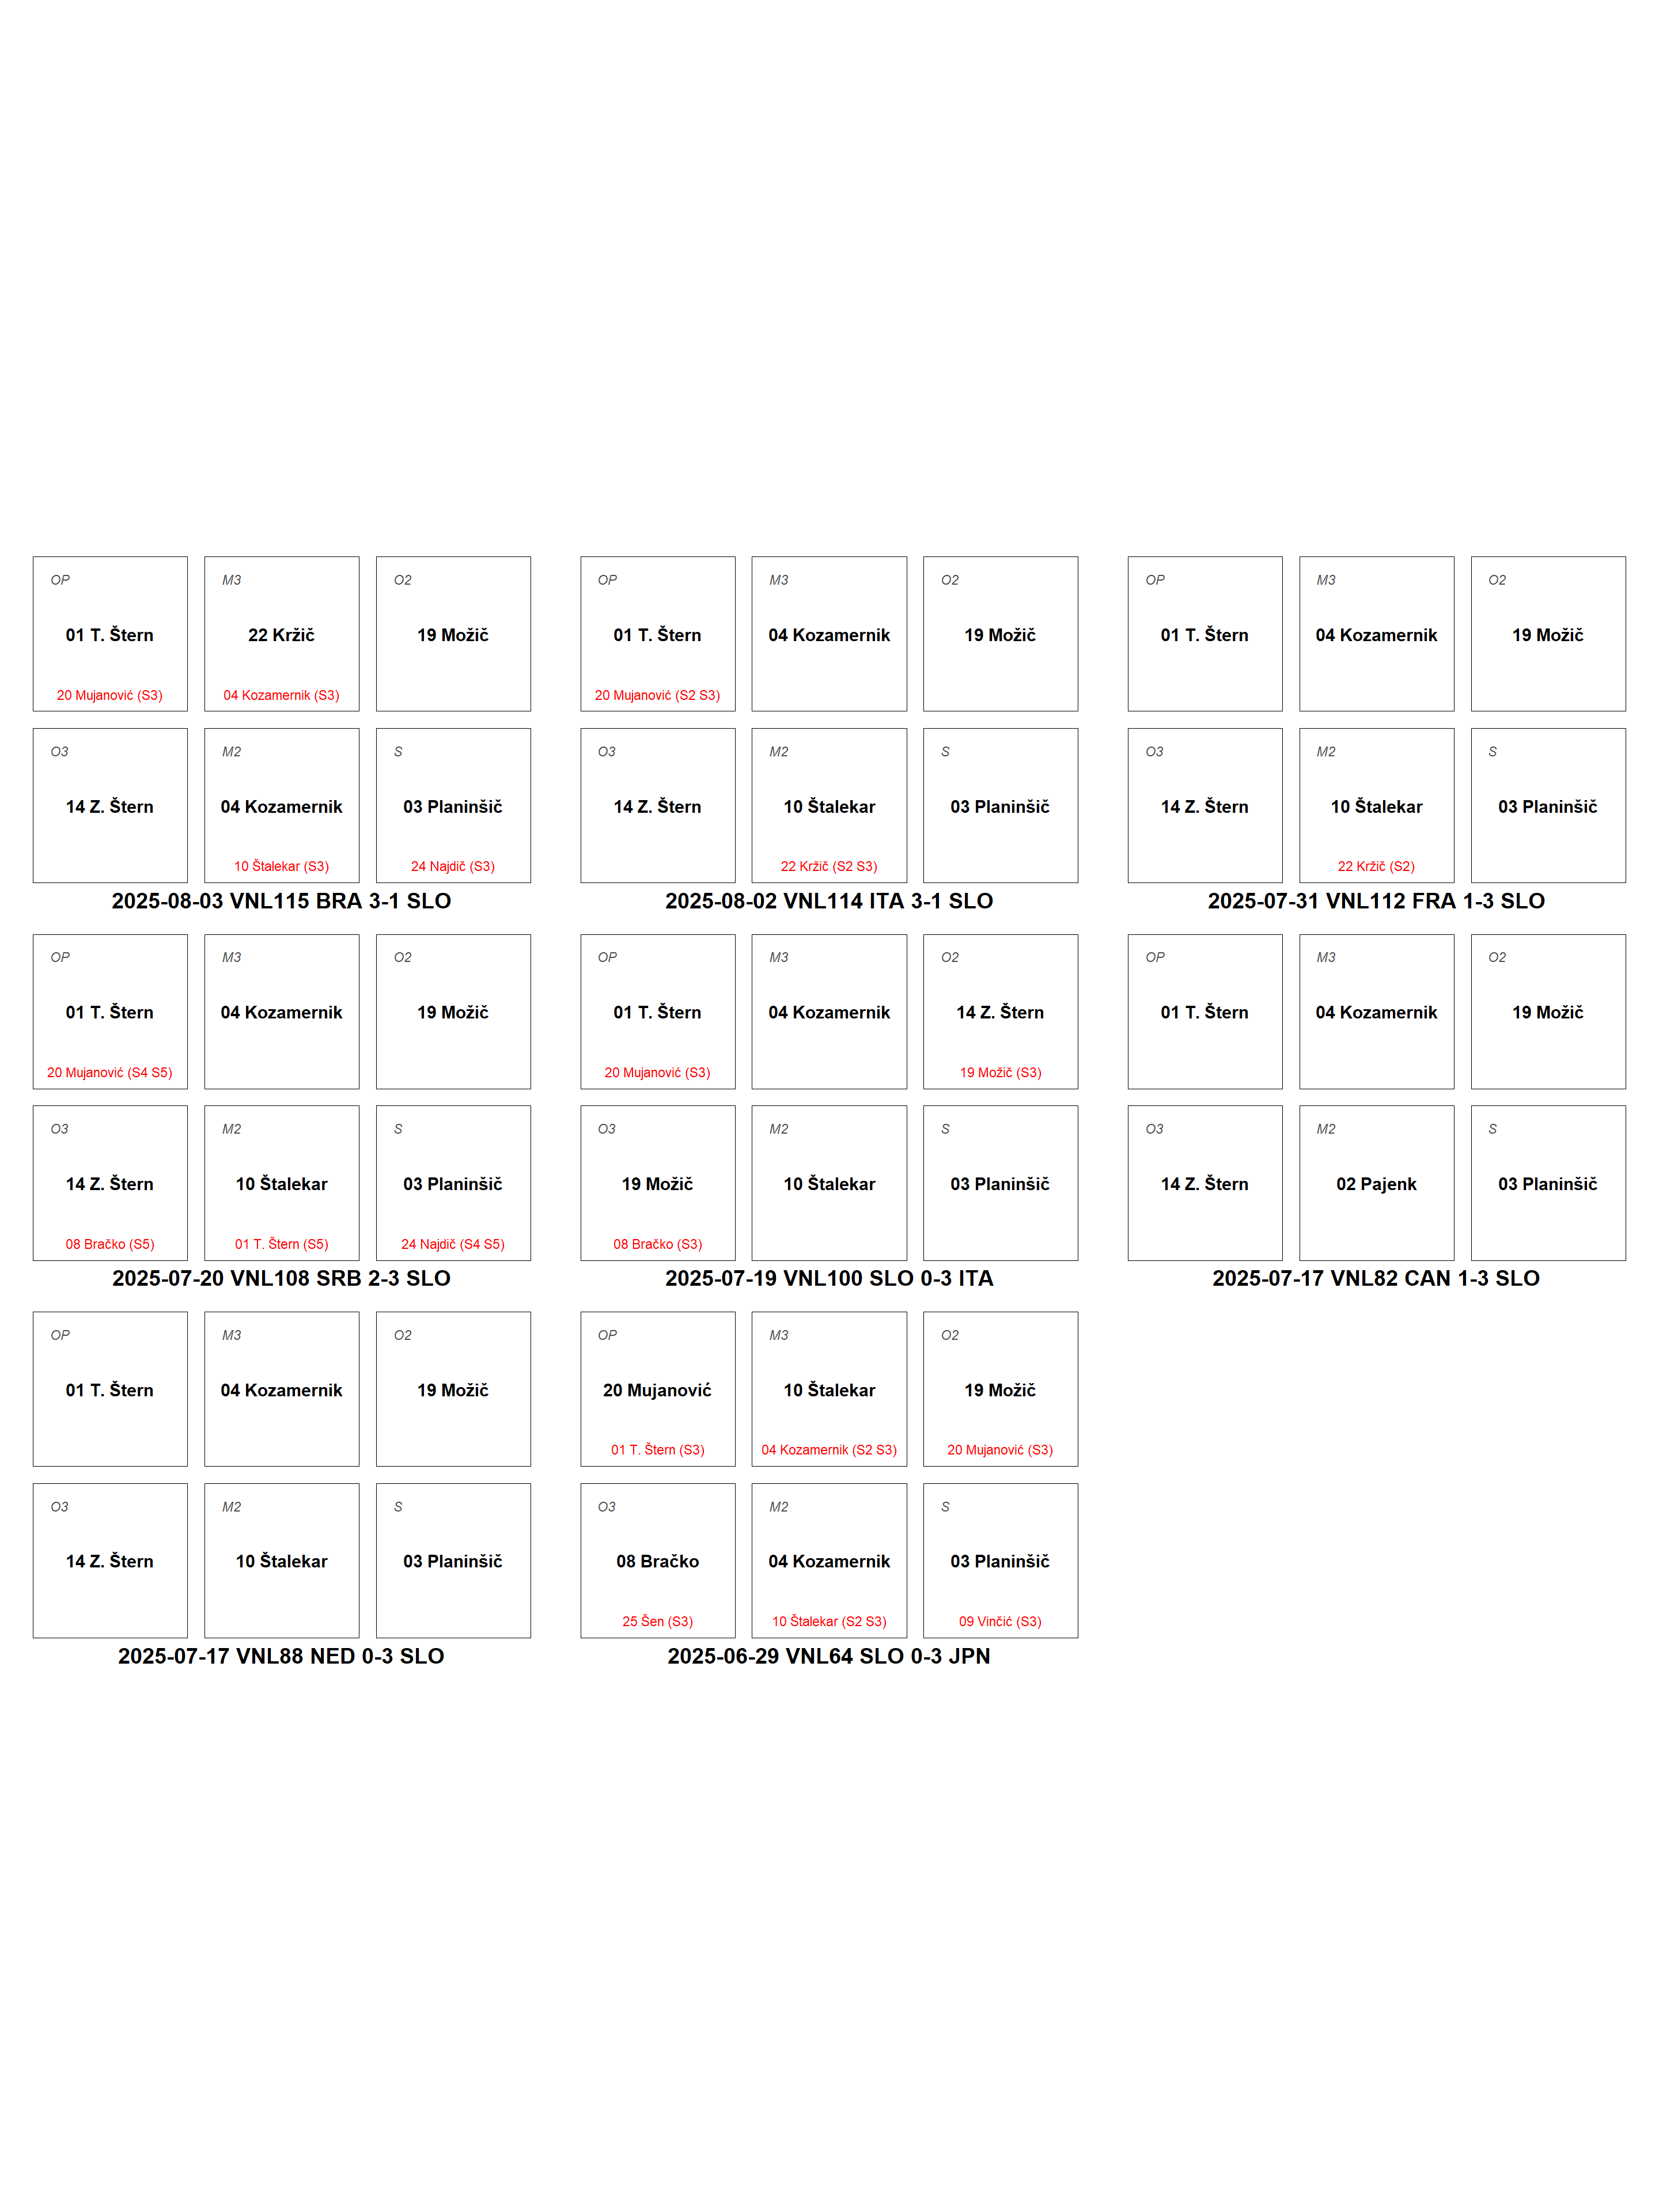 OP M3 O2 OP M3 O2 OP M3 O2
01 T. Štern 22 Kržič 19 Možič 01 T. Štern 04 Kozamernik 19 Možič 01 T. Štern 04 Kozamernik 19 Možič
20 Mujanović (S3) 04 Kozamernik (S3) 20 Mujanović (S2 S3)
O3 M2 S O3 M2 S O3 M2 S
14 Z. Štern 04 Kozamernik 03 Planinšič 14 Z. Štern 10 Štalekar 03 Planinšič 14 Z. Štern 10 Štalekar 03 Planinšič
10 Štalekar (S3) 24 Najdič (S3) 22 Kržič (S2 S3) 22 Kržič (S2)
2025-08-03 VNL115 BRA 3-1 SLO 2025-08-02 VNL114 ITA 3-1 SLO 2025-07-31 VNL112 FRA 1-3 SLO
OP M3 O2 OP M3 O2 OP M3 O2
01 T. Štern 04 Kozamernik 19 Možič 01 T. Štern 04 Kozamernik 14 Z. Štern 01 T. Štern 04 Kozamernik 19 Možič
20 Mujanović (S4 S5) 20 Mujanović (S3) 19 Možič (S3)
O3 M2 S O3 M2 S O3 M2 S
14 Z. Štern 10 Štalekar 03 Planinšič 19 Možič 10 Štalekar 03 Planinšič 14 Z. Štern 02 Pajenk 03 Planinšič
08 Bračko (S5) 01 T. Štern (S5) 24 Najdič (S4 S5) 08 Bračko (S3)
2025-07-20 VNL108 SRB 2-3 SLO 2025-07-19 VNL100 SLO 0-3 ITA 2025-07-17 VNL82 CAN 1-3 SLO
OP M3 O2 OP M3 O2
01 T. Štern 04 Kozamernik 19 Možič 20 Mujanović 10 Štalekar 19 Možič
01 T. Štern (S3) 04 Kozamernik (S2 S3) 20 Mujanović (S3)
O3 M2 S O3 M2 S
14 Z. Štern 10 Štalekar 03 Planinšič 08 Bračko 04 Kozamernik 03 Planinšič
25 Šen (S3) 10 Štalekar (S2 S3) 09 Vinčić (S3)
2025-07-17 VNL88 NED 0-3 SLO 2025-06-29 VNL64 SLO 0-3 JPN